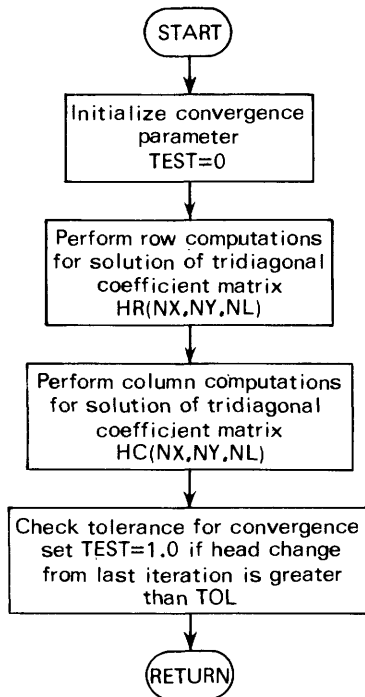 START
Initialize convergence
parameter
TEST=0
Perform row computations
for solution of tridiagonal
coefficient matrix
HR(NX,NY,NL)
Perform column computations
for solution of tridiagonal
coefficient matrix
HC(NX,NY,NL)
Check tolerance for convergence
set TEST=1.0 if head change
from last iteration is greater
than TOL
RETURN